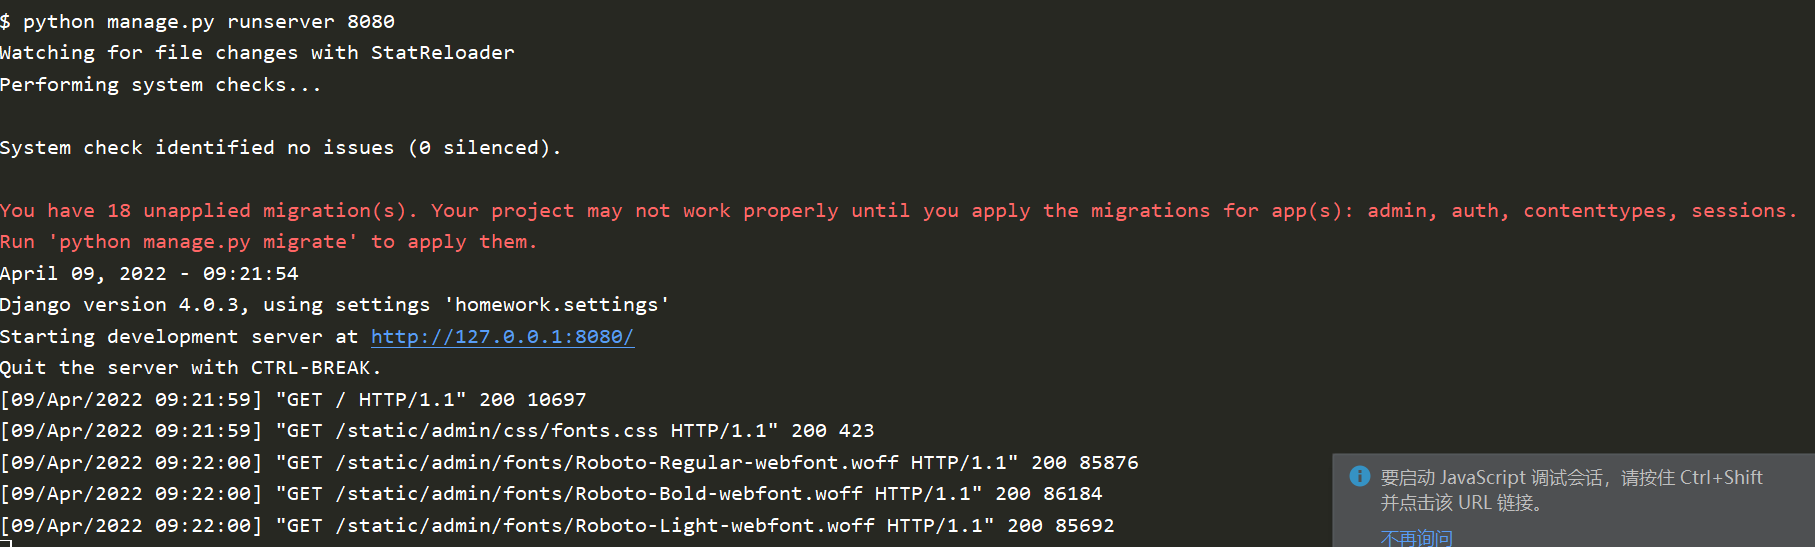 $ python manage.py runserver 8080
Watching for file changes with StatReloader
Performing system checks...
System check identified no issues (0 silenced).
You have 18 unapplied migration(s). Your project may not work properly until you apply the migrations for app(s): admin, auth, contenttypes, sessions.
Run 'python manage.py migrate' to apply them.
April 09, 2022 - 09:21:54
Django version 4.0.3, using settings 'homework.settings'
Starting development server at http://127.0.0.1:8080/
Quit the server with CTRL-BREAK.
[09/Apr/2022 09:21:59] "GET / HTTP/1.1" 200 10697
[09/Apr/2022 09:21:59] "GET /static/admin/css/fonts.css HTTP/1.1" 200 423
[09/Apr/2022 09:22:00] "GET /static/admin/fonts/Roboto-Regular-webfont.woff HTTP/1.1" 200 85876
[09/Apr/2022 09:22:00] "GET /static/admin/fonts/Roboto-Bold-webfont.woff HTTP/1.1" 200 86184
[09/Apr/2022 09:22:00] "GET /static/admin/fonts/Roboto-Light-webfont.woff HTTP/1.1" 200 85692
要启动 JavaScript 调试会话，请按住 Ctrl+Shift
并点击该 URL 链接。
不再询问